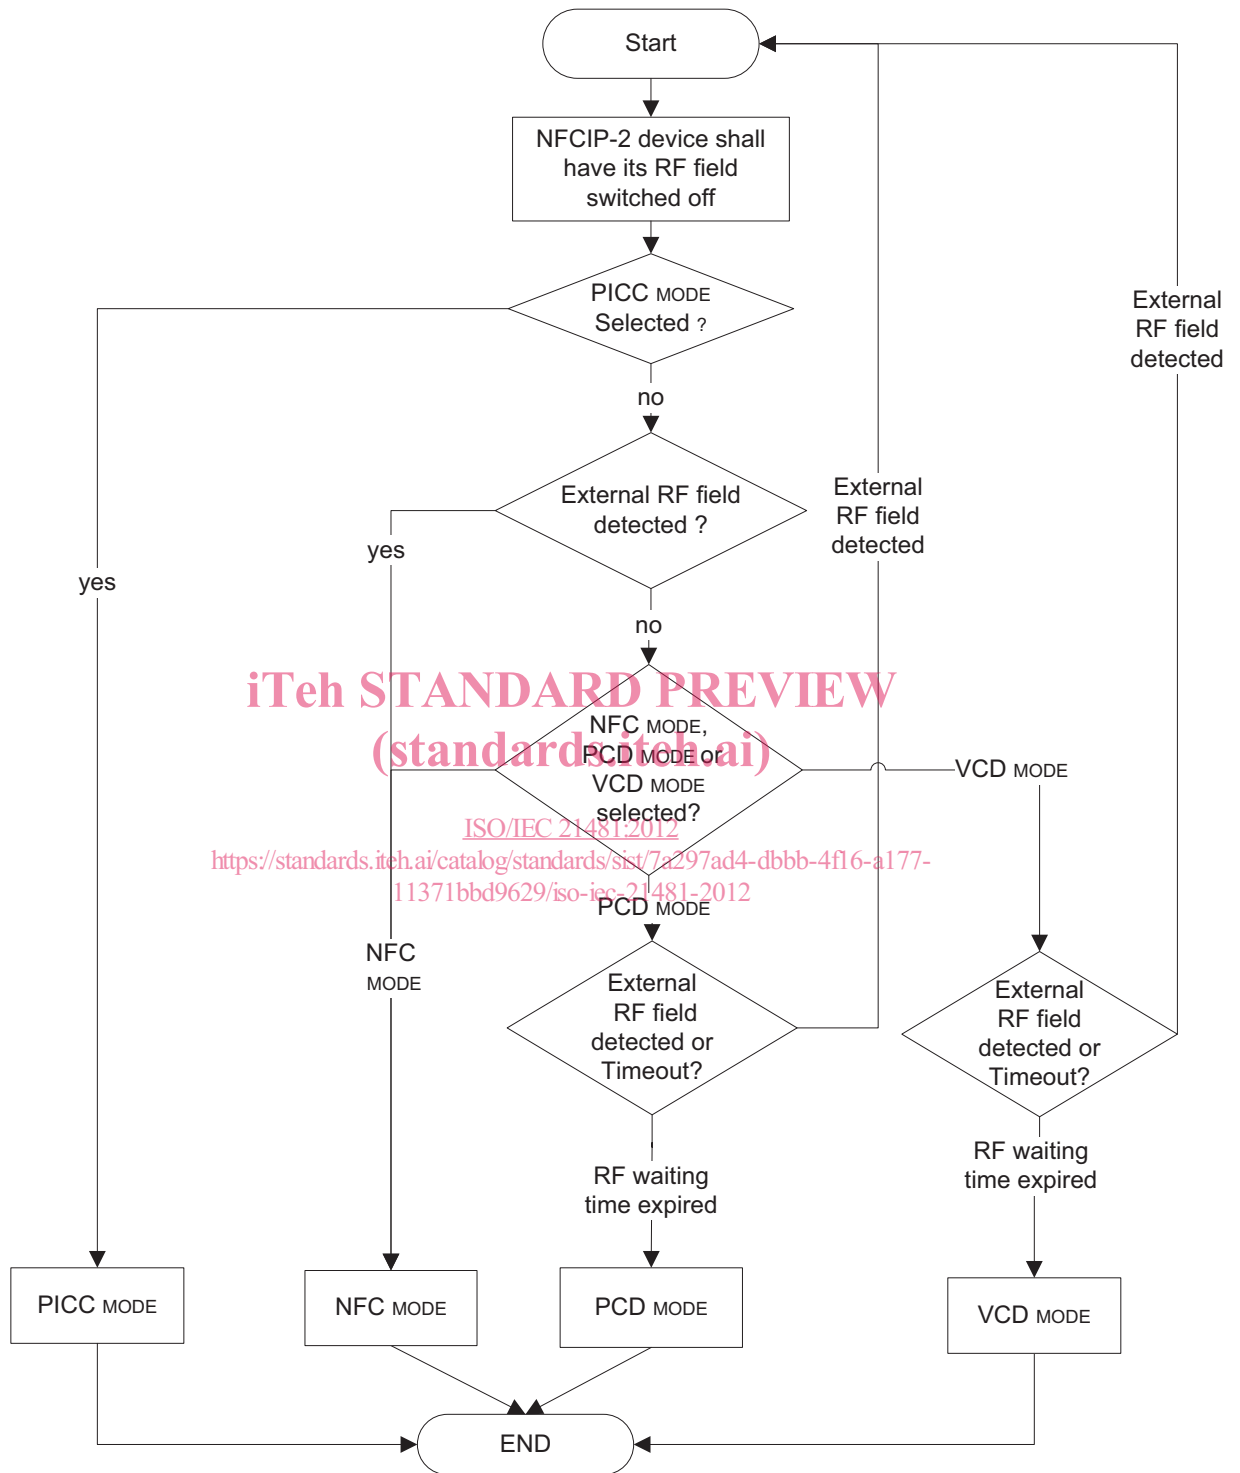 Start
NFCIP-2 device shall
have its RF field
switched off
PICC MODE
Selected ?
External
RF field
detected
no
External RF field
detected ?
External
RF field
detected
yes
yes
no
iTeh STANDARD PREVIEW
(standards.iteh.ai)
NFC MODE,
PCD MODE or
VCD MODE
selected?
VCD MODE
ISO/IEC 21481:2012
https://standards.iteh.ai/catalog/standards/sist/7a297ad4-dbbb-4f16-a177-
11371bbd9629/iso-iec-21481-2012
PCD MODE
NFC
MODE
External
RF field
detected or
Timeout?
External
RF field
detected or
Timeout?
RF waiting
time expired
RF waiting
time expired
PICC MODE
NFC MODE
PCD MODE
VCD MODE
END